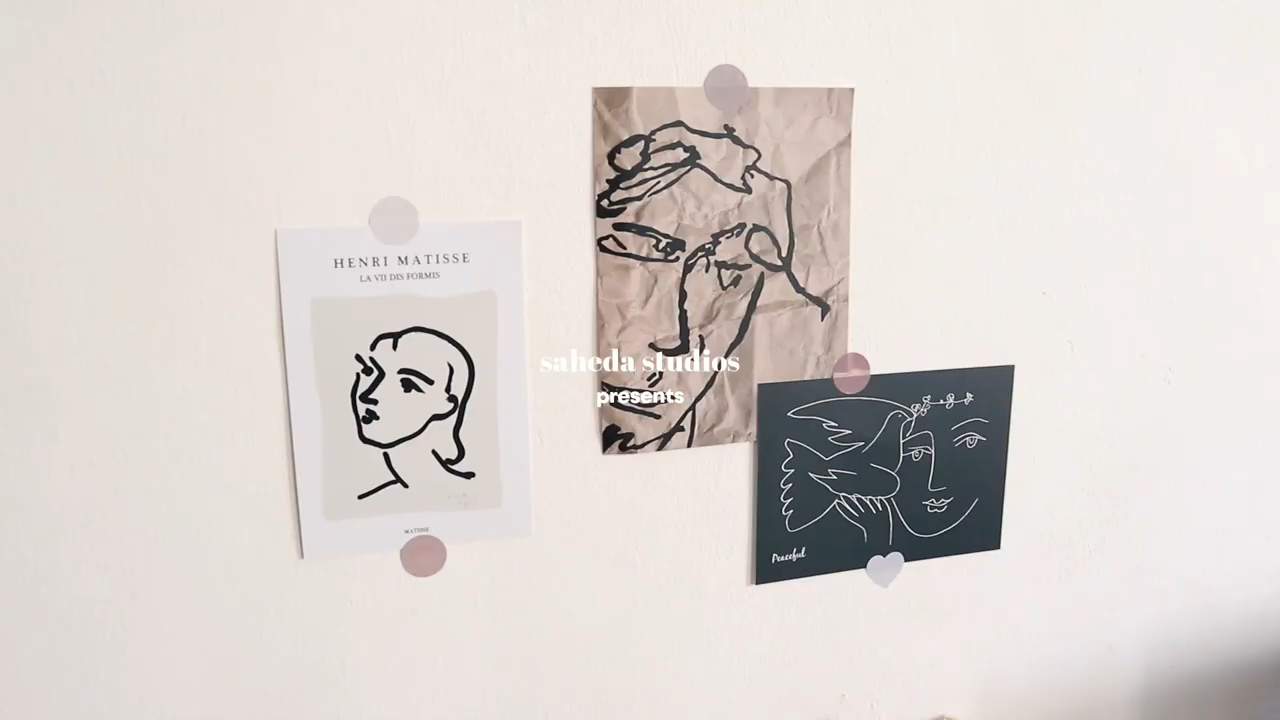 HENRI MATISSE
LA VII DIS FORMIS
MATISSE
saheda studios
presents
Peaceful